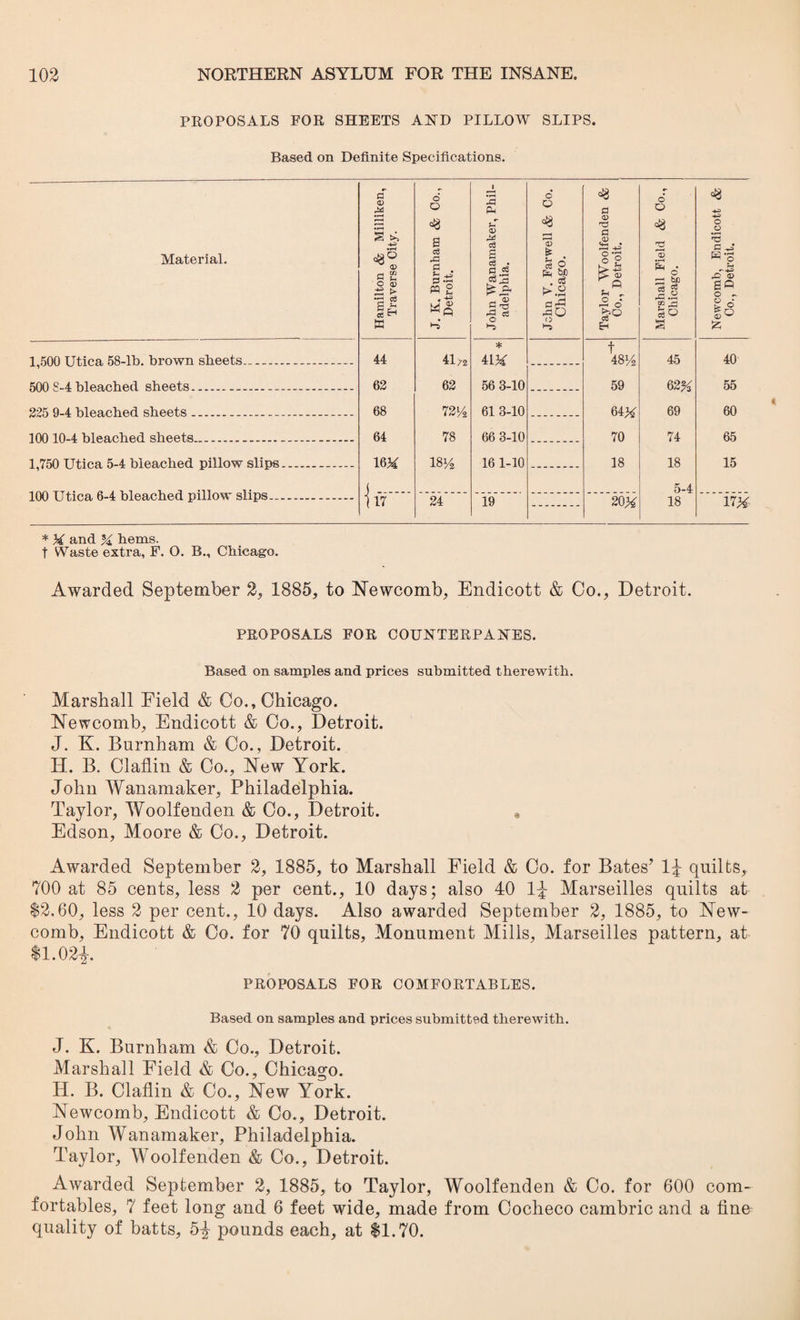 102 NORTHERN ASYLUM FOR THE INSANE.
PROPOSALS FOR SHEETS AND PILLOW SLIPS.
Based on Definite Specifications.
Material. | Hamilton & Milliken, Traverse City. | J. K. Burnham & Co., Detroit. | John Wanamaker, Philadelphia. | John V. Farwell & Co. Chicago. | Taylor Woolfenden & Co., Detroit. | Marshall Field & Co., Chicago. | Newcomb, Endicott & Co., Detroit.
1,500 Utica 58-lb. brown sheets | 44 | 41 | * 41¼ | | † 48½ | 45 | 40
500 8-4 bleached sheets | 62 | 62 | 56 3-10 | | 59 | 62¾ | 55
225 9-4 bleached sheets | 68 | 72½ | 61 3-10 | | 64¼ | 69 | 60
100 10-4 bleached sheets | 64 | 78 | 66 3-10 | | 70 | 74 | 65
1,750 Utica 5-4 bleached pillow slips | 16¼ | 18½ | 16 1-10 | | 18 | 18 | 15
100 Utica 6-4 bleached pillow slips | 17 | 24 | 19 | | 20¼ | 5-4 18 | 17¼
* ¼ and ¾ hems.
† Waste extra, F. O. B., Chicago.
Awarded September 2, 1885, to Newcomb, Endicott & Co., Detroit.
PROPOSALS FOR COUNTERPANES.
Based on samples and prices submitted therewith.
Marshall Field & Co., Chicago.
Newcomb, Endicott & Co., Detroit.
J. K. Burnham & Co., Detroit.
H. B. Claflin & Co., New York.
John Wanamaker, Philadelphia.
Taylor, Woolfenden & Co., Detroit.
Edson, Moore & Co., Detroit.
Awarded September 2, 1885, to Marshall Field & Co. for Bates' 1¼ quilts,
700 at 85 cents, less 2 per cent., 10 days; also 40 1¼ Marseilles quilts at
$2.60, less 2 per cent., 10 days. Also awarded September 2, 1885, to New-
comb, Endicott & Co. for 70 quilts, Monument Mills, Marseilles pattern, at
$1.02½.
PROPOSALS FOR COMFORTABLES.
Based on samples and prices submitted therewith.
J. K. Burnham & Co., Detroit.
Marshall Field & Co., Chicago.
H. B. Claflin & Co., New York.
Newcomb, Endicott & Co., Detroit.
John Wanamaker, Philadelphia.
Taylor, Woolfenden & Co., Detroit.
Awarded September 2, 1885, to Taylor, Woolfenden & Co. for 600 com-
fortables, 7 feet long and 6 feet wide, made from Cocheco cambric and a fine
quality of batts, 5½ pounds each, at $1.70.